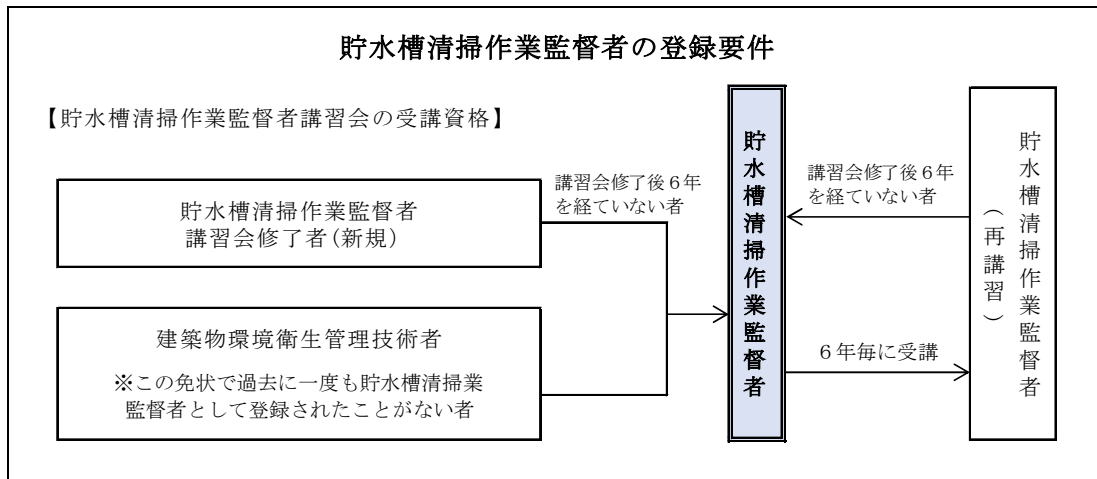 貯水槽清掃作業監督者の登録要件
【貯水槽清掃作業監督者講習会の受講資格】
貯水槽清掃作業監督者
講習会修了者(新規)
講習会修了後6年
を経ていない者
建築物環境衛生管理技術者
※この免状で過去に一度も貯水槽清掃業
監督者として登録されたことがない者
貯水槽清掃作業監督者
講習会修了後6年
を経ていない者
6年毎に受講
貯水槽清掃作業監督者
(再講習)